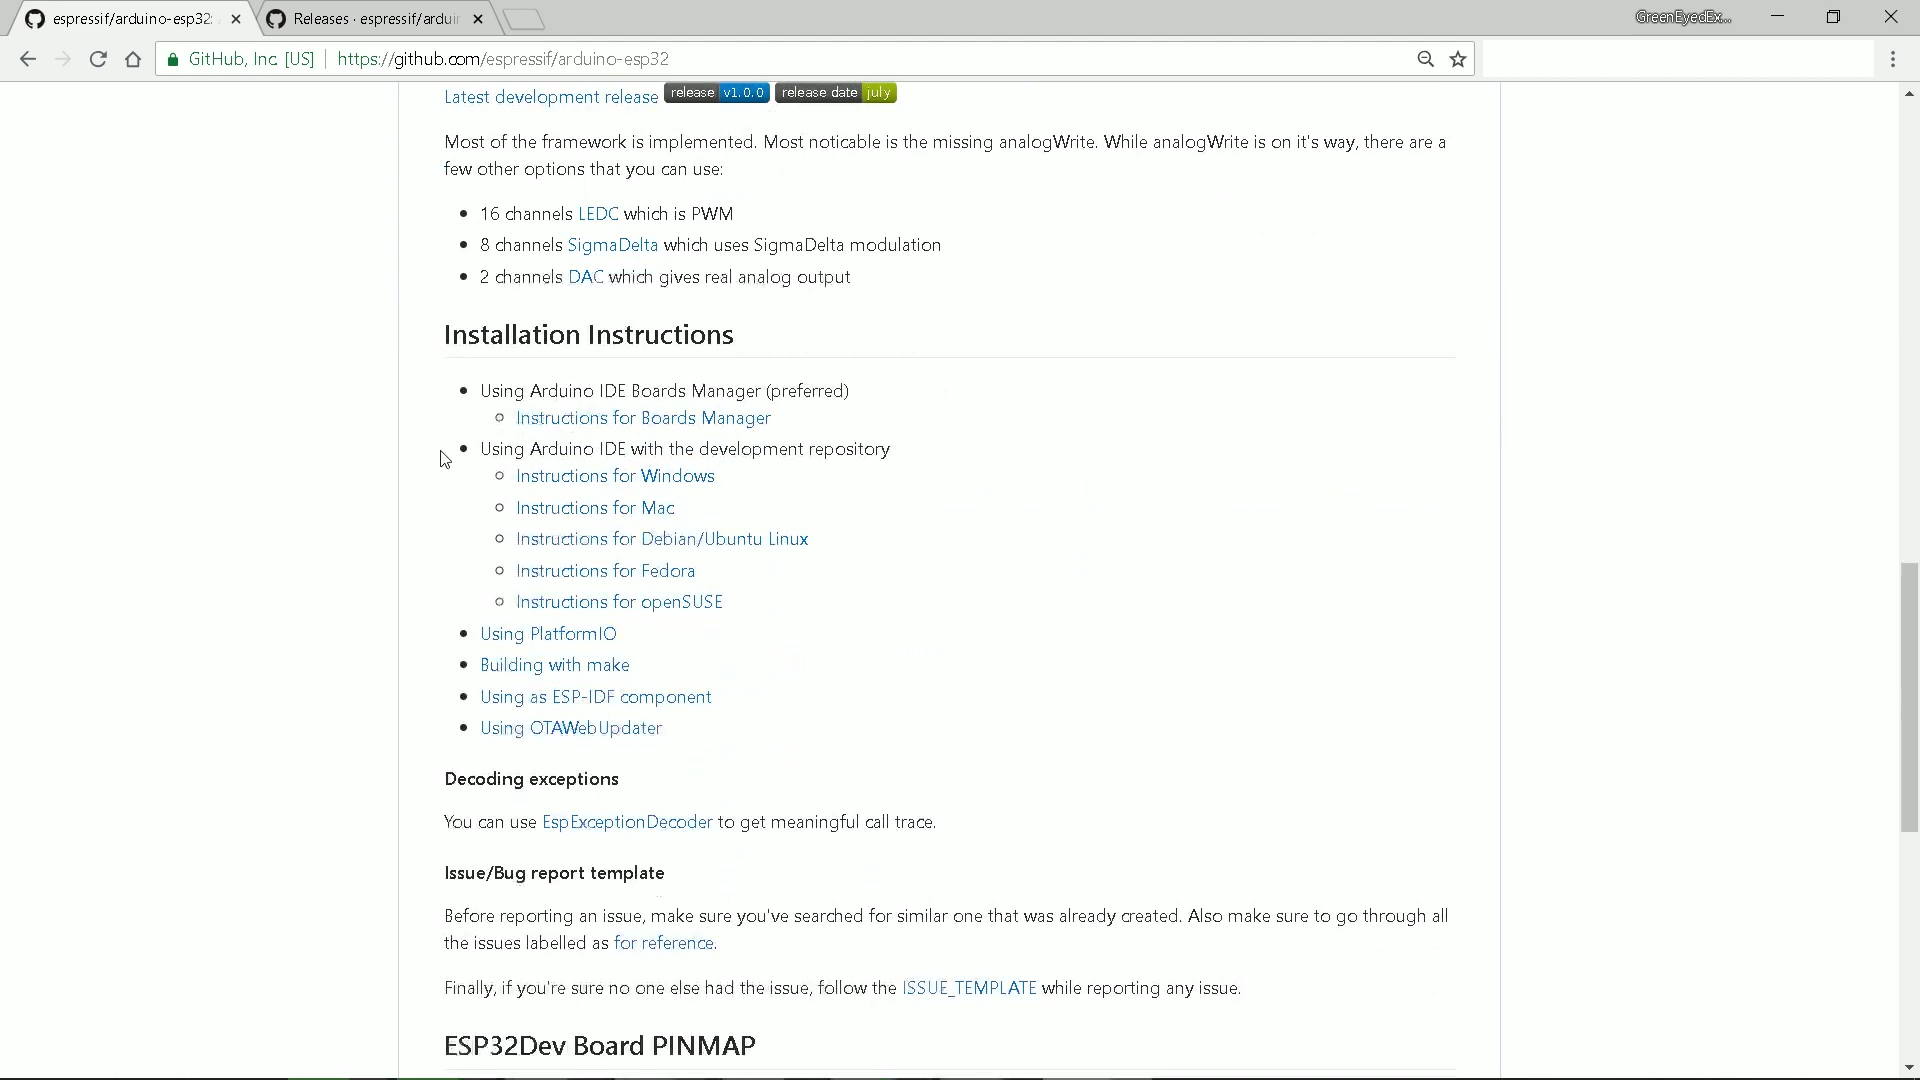 espressif/arduino-esp32:
Releases · espressif/arduin
GreenEyedEx...
GitHub, Inc. [US]
https://github.com/espressif/arduino-esp32
Latest development release release v1.0.0 release date july
Most of the framework is implemented. Most noticable is the missing analogWrite. While analogWrite is on it's way, there are a
few other options that you can use:
16 channels LEDC which is PWM
8 channels SigmaDelta which uses SigmaDelta modulation
2 channels DAC which gives real analog output
Installation Instructions
Using Arduino IDE Boards Manager (preferred)
Instructions for Boards Manager
Using Arduino IDE with the development repository
Instructions for Windows
Instructions for Mac
Instructions for Debian/Ubuntu Linux
Instructions for Fedora
Instructions for openSUSE
Using PlatformIO
Building with make
Using as ESP-IDF component
Using OTAWebUpdater
Decoding exceptions
You can use EspExceptionDecoder to get meaningful call trace.
Issue/Bug report template
Before reporting an issue, make sure you've searched for similar one that was already created. Also make sure to go through all
the issues labelled as for reference.
Finally, if you're sure no one else had the issue, follow the ISSUE_TEMPLATE while reporting any issue.
ESP32Dev Board PINMAP